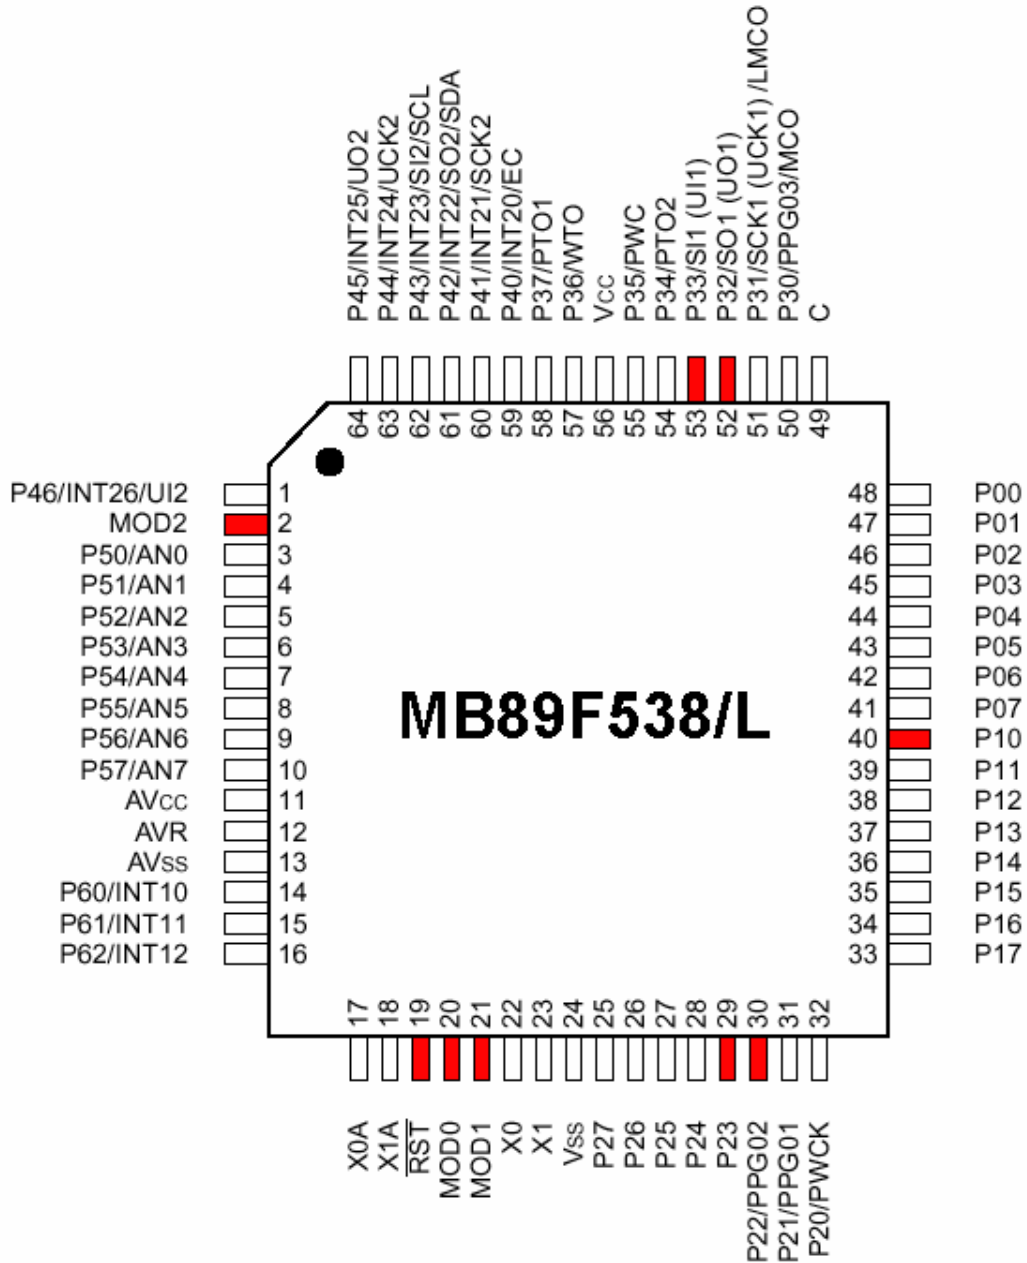 P45/INT25/UO2
P44/INT24/UCK2
P43/INT23/SI2/SCL
P42/INT22/SO2/SDA
P41/INT21/SCK2
P40/INT20/EC
P37/PTO1
P36/WTO
Vcc
P35/PWC
P34/PTO2
P33/SI1 (UI1)
P32/SO1 (UO1)
P31/SCK1 (UCK1) /LMCO
P30/PPG03/MCO
C
64 63 62 61 60 59 58 57 56 55 54 53 52 51 50 49
P46/INT26/UI2 1 48 P00
MOD2 2 47 P01
P50/AN0 3 46 P02
P51/AN1 4 45 P03
P52/AN2 5 44 P04
P53/AN3 6 43 P05
P54/AN4 7 42 P06
P55/AN5 8 41 P07
MB89F538/L
P56/AN6 9 40 P10
P57/AN7 10 39 P11
AVcc 11 38 P12
AVR 12 37 P13
AVss 13 36 P14
P60/INT10 14 35 P15
P61/INT11 15 34 P16
P62/INT12 16 33 P17
17 18 19 20 21 22 23 24 25 26 27 28 29 30 31 32
X0A
X1A
RST
MOD0
MOD1
X0
X1
Vss
P27
P26
P25
P24
P23
P22/PPG02
P21/PPG01
P20/PWCK